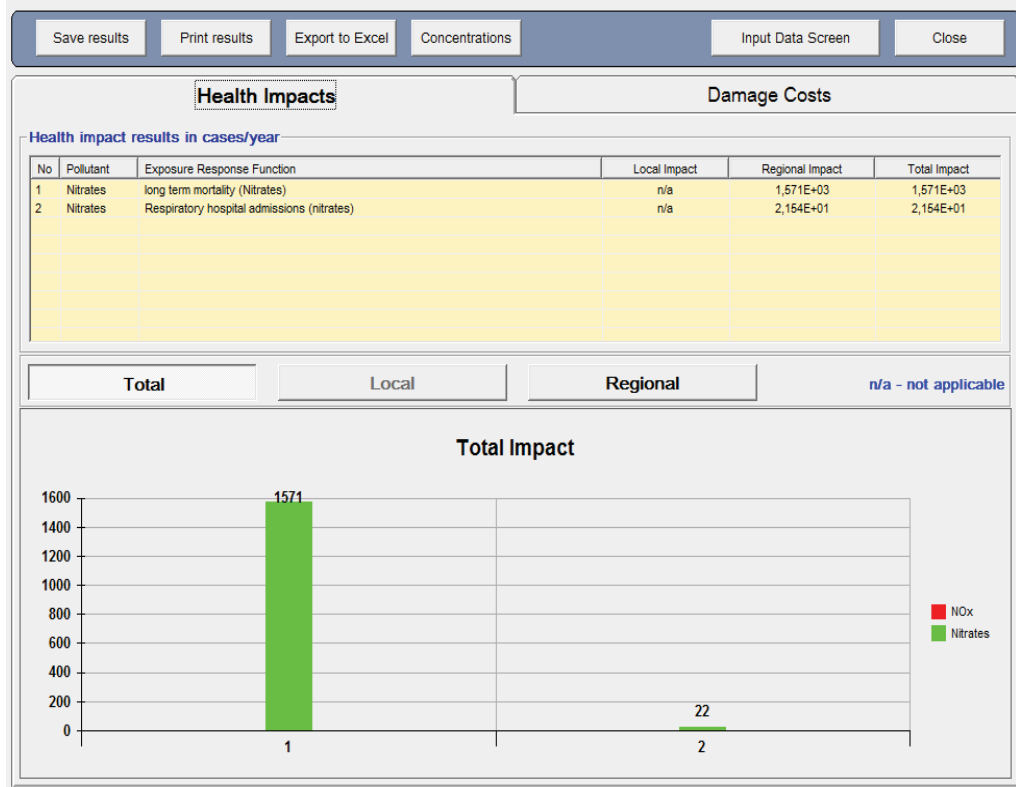 Save results Print results Export to Excel Concentrations Input Data Screen Close
Health Impacts Damage Costs
Health impact results in cases/year
No Pollutant Exposure Response Function Local Impact Regional Impact Total Impact
1 Nitrates long term mortality (Nitrates) n/a 1,571E+03 1,571E+03
2 Nitrates Respiratory hospital admissions (nitrates) n/a 2,154E+01 2,154E+01
Total Local Regional n/a - not applicable
Total Impact
1600
1571
1400
1200
1000
800
NOx
600
Nitrates
400
200
22
0
1 2